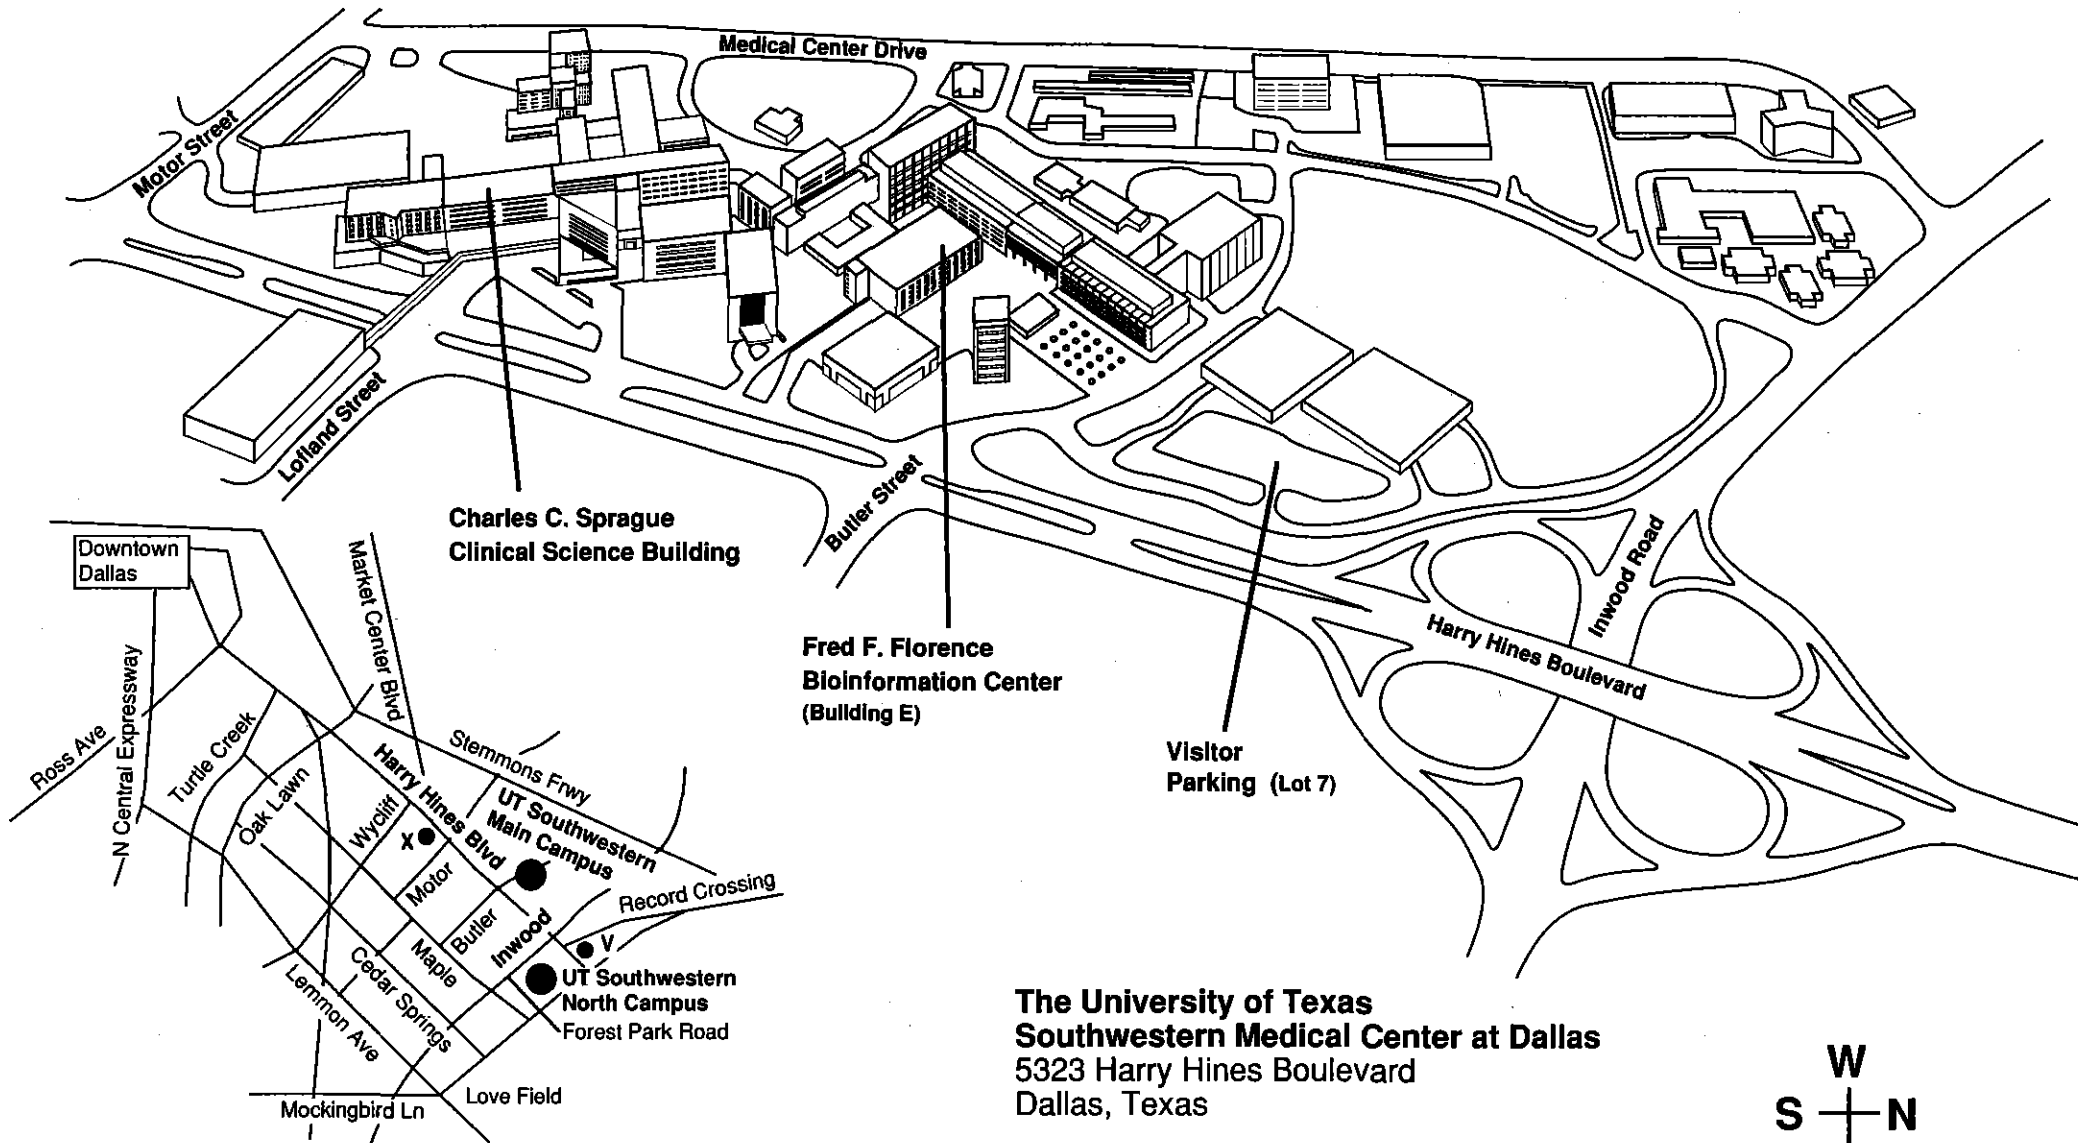 Medical Center Drive
Motor Street
Lofland Street
Butler Street
Charles C. Sprague
Clinical Science Building
Fred F. Florence
Bioinformation Center
(Building E)
Visitor
Parking (Lot 7)
Inwood Road
Harry Hines Boulevard
Downtown
Dallas
Market Center Blvd
N Central Expressway
Ross Ave
Turtle Creek
Oak Lawn
Wycliff
Harry Hines Blvd
Stemmons Frwy
UT Southwestern
Main Campus
X
Motor
Butler
Inwood
Record Crossing
V
Maple
Cedar Springs
Lemmon Ave
UT Southwestern
North Campus
Forest Park Road
Love Field
Mockingbird Ln
The University of Texas
Southwestern Medical Center at Dallas
5323 Harry Hines Boulevard
Dallas, Texas
W
S N